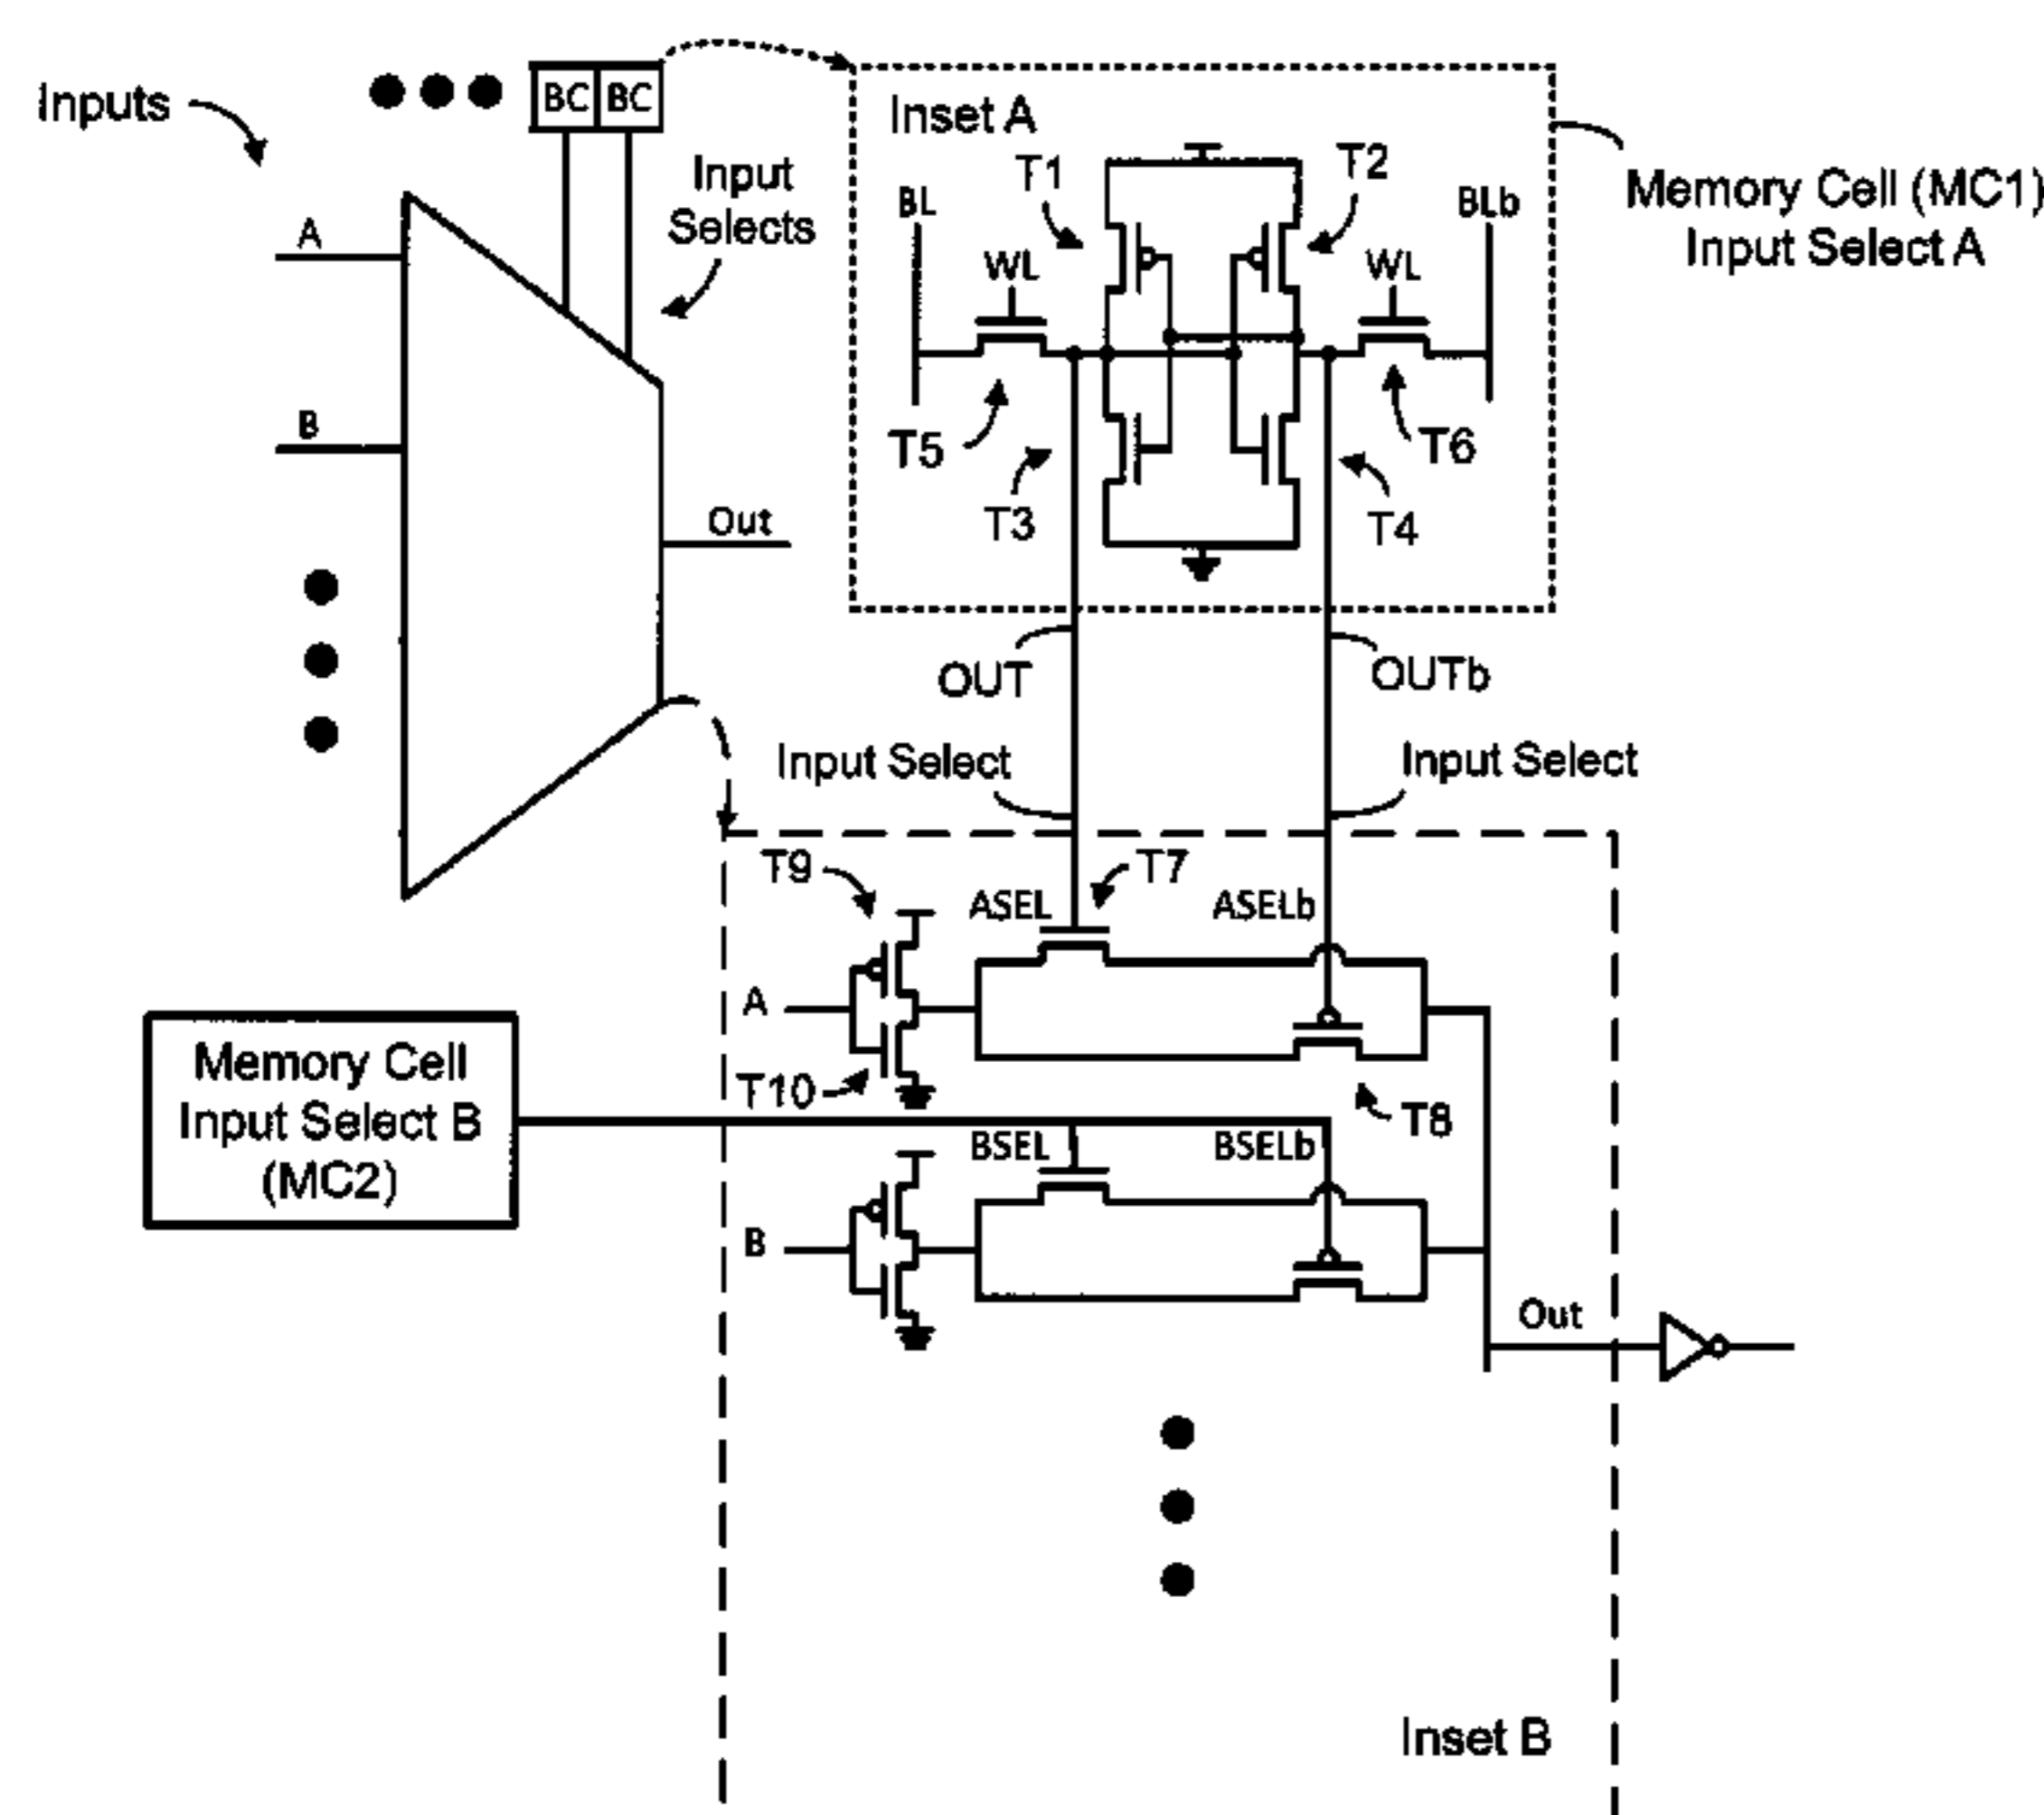 Inputs
BC BC
Inset A
T1
T2
Memory Cell (MC1)
Input Select A
Input
Selects
BL
BLb
A
WL
WL
B
T5
T6
T3
T4
Out
OUT
OUTb
Input Select
Input Select
T9
T7
ASEL
ASELb
A
T10
T8
Memory Cell
Input Select B
(MC2)
BSEL
BSELb
B
Out
Inset B